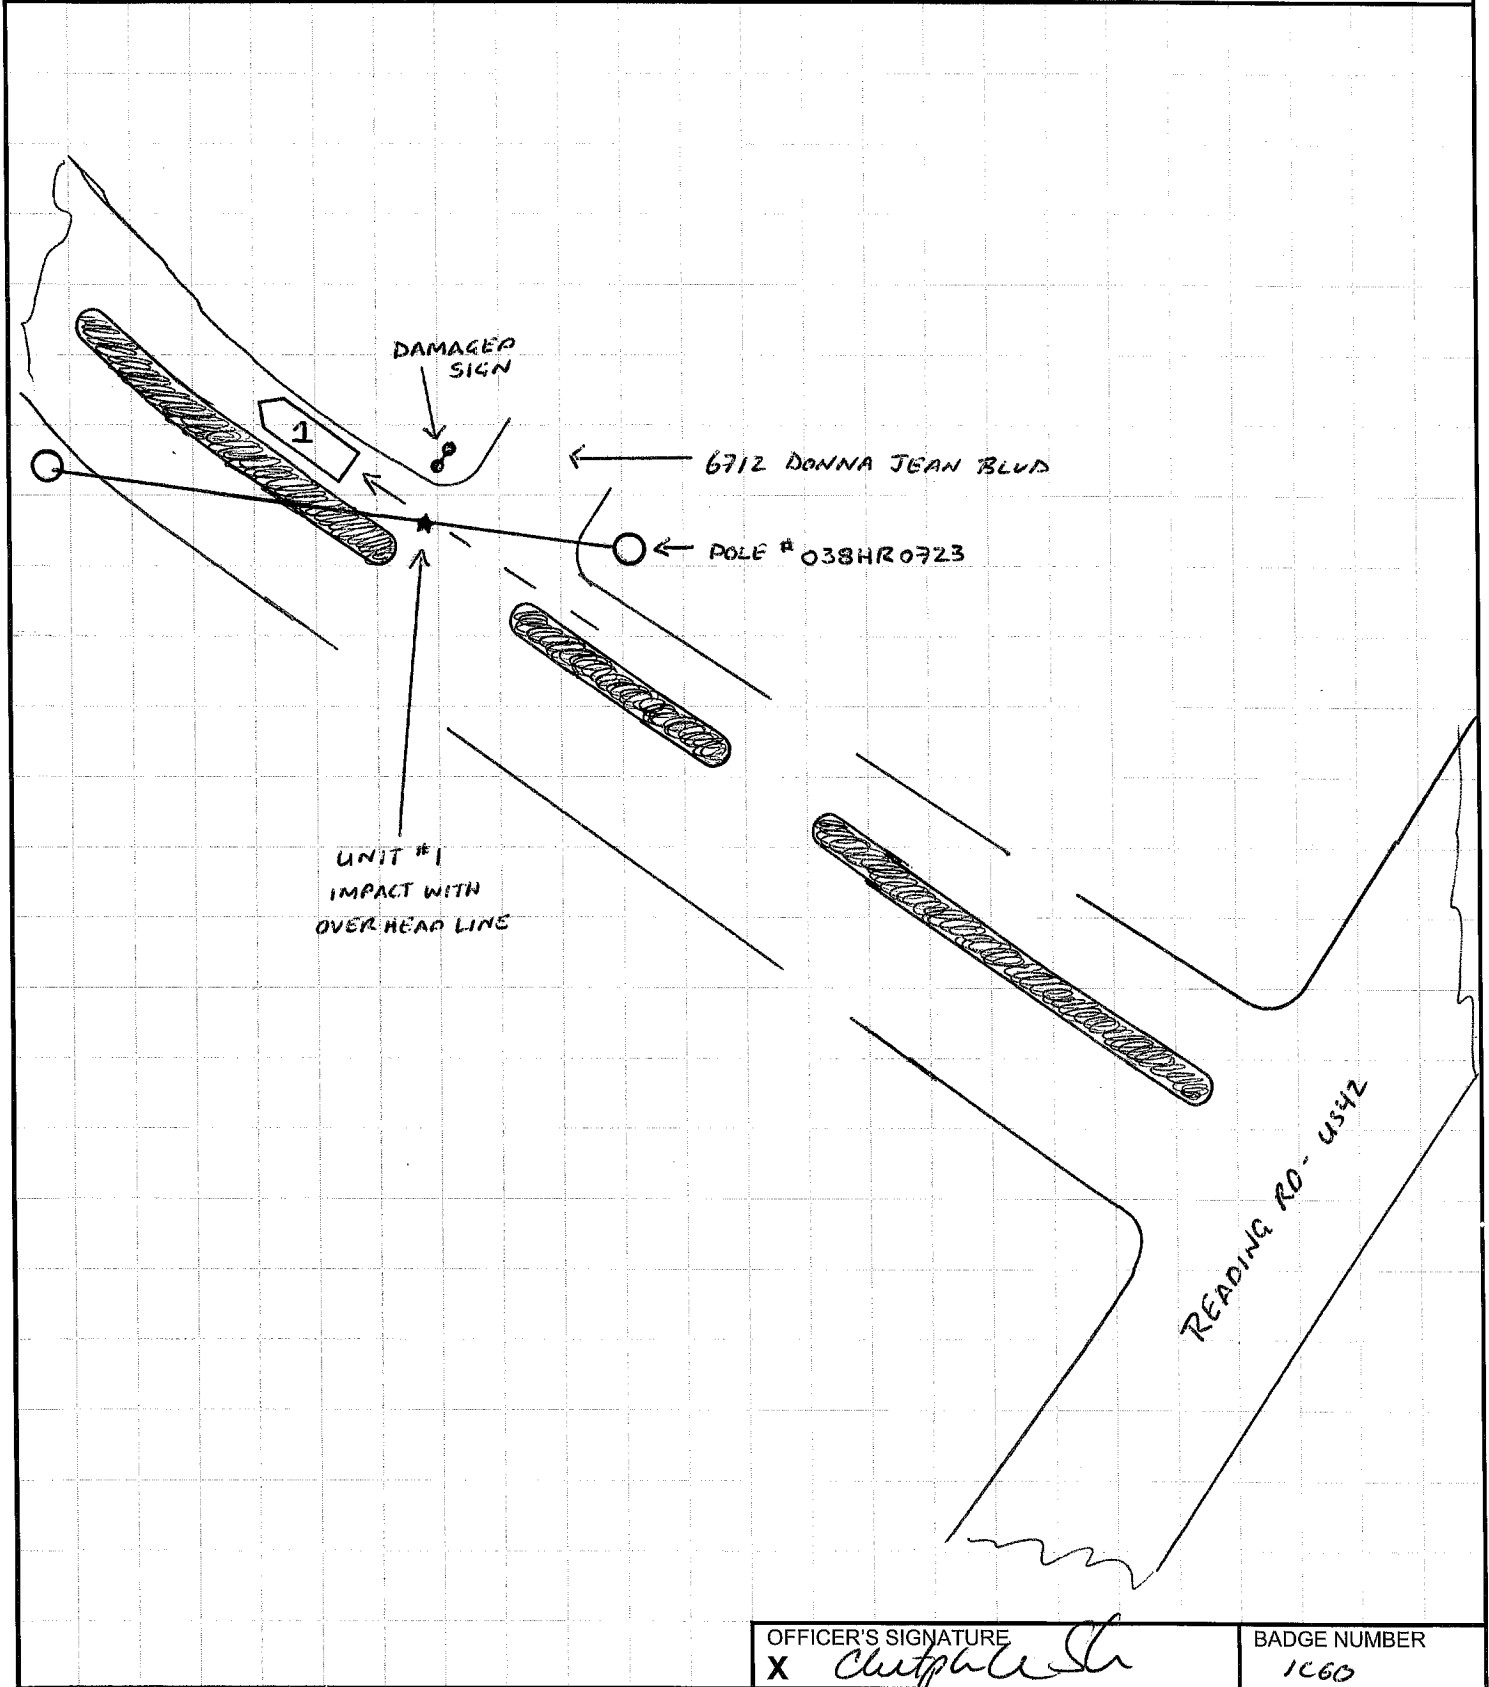 DAMAGED
SIGN
1
6712 DONNA JEAN BLVD
POLE # 038HR0723
UNIT #1
IMPACT WITH
OVERHEAD LINE
READING RD - US42
OFFICER'S SIGNATURE
X
BADGE NUMBER
1C60